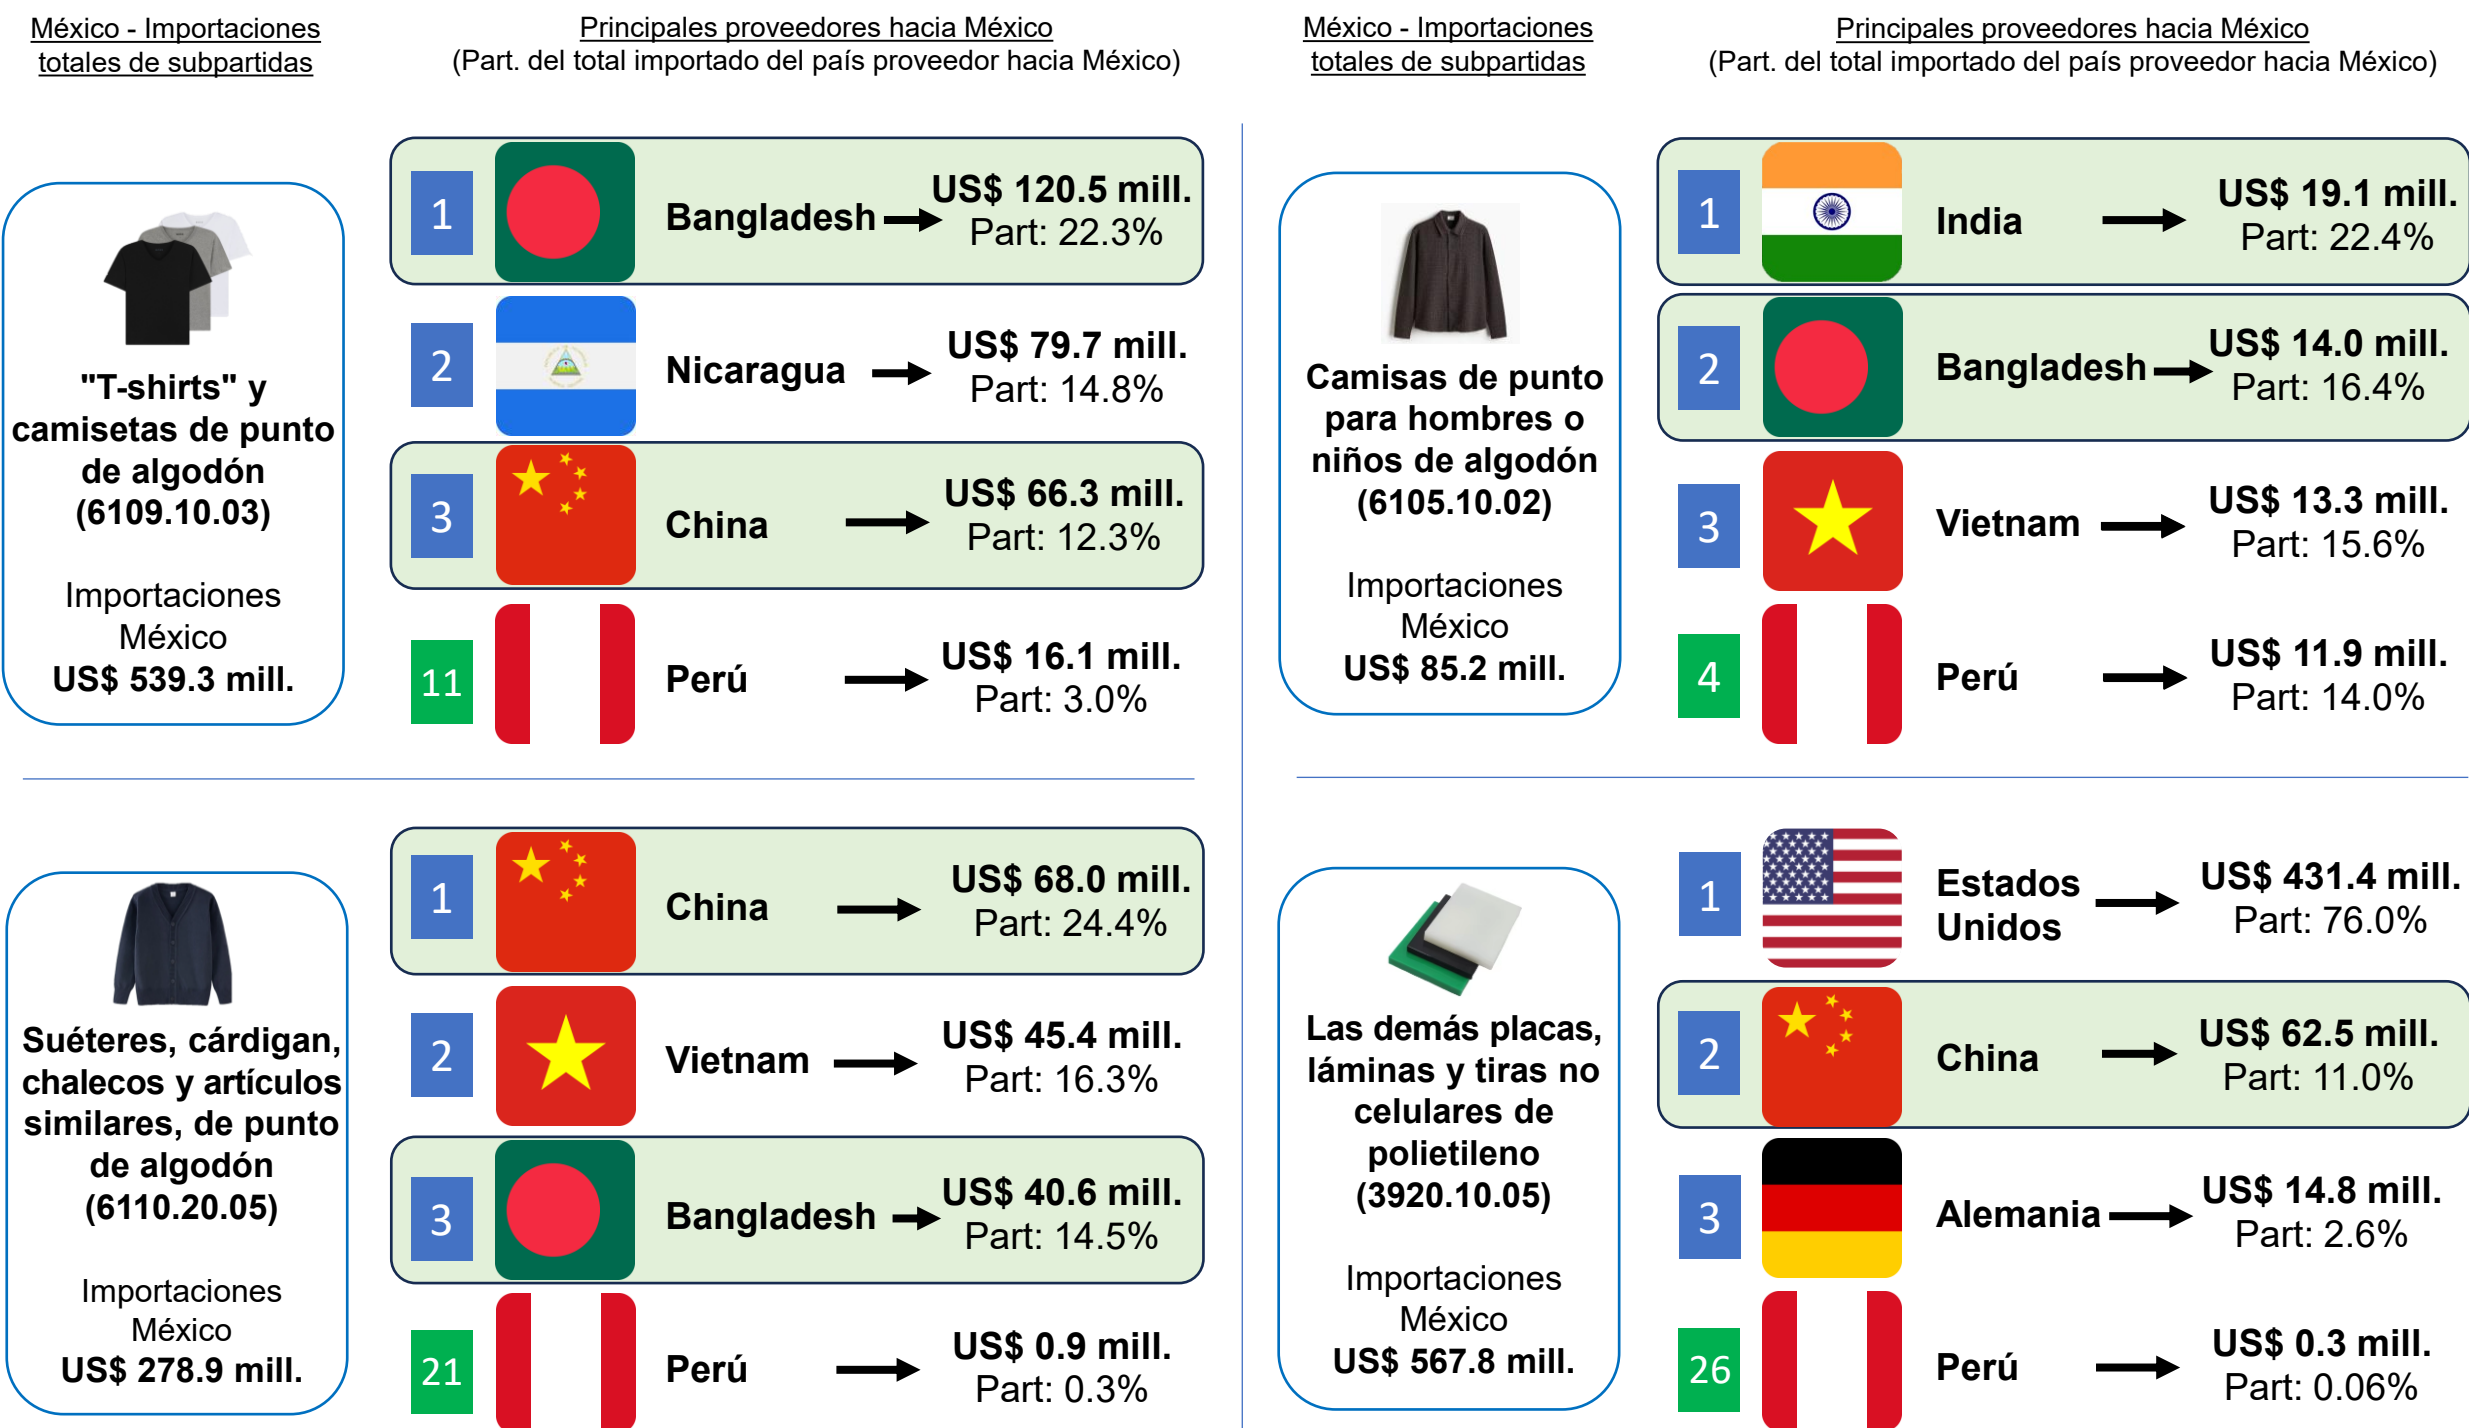 México - Importaciones
totales de subpartidas
Principales proveedores hacia México
(Part. del total importado del país proveedor hacia México)
"T-shirts" y
camisetas de punto
de algodón
(6109.10.03)
Importaciones
México
US$ 539.3 mill.
1
Bangladesh
US$ 120.5 mill.
Part: 22.3%
2
Nicaragua
US$ 79.7 mill.
Part: 14.8%
3
China
US$ 66.3 mill.
Part: 12.3%
11
Perú
US$ 16.1 mill.
Part: 3.0%
Suéteres, cárdigan,
chalecos y artículos
similares, de punto
de algodón
(6110.20.05)
Importaciones
México
US$ 278.9 mill.
1
China
US$ 68.0 mill.
Part: 24.4%
2
Vietnam
US$ 45.4 mill.
Part: 16.3%
3
Bangladesh
US$ 40.6 mill.
Part: 14.5%
21
Perú
US$ 0.9 mill.
Part: 0.3%
México - Importaciones
totales de subpartidas
Principales proveedores hacia México
(Part. del total importado del país proveedor hacia México)
Camisas de punto
para hombres o
niños de algodón
(6105.10.02)
Importaciones
México
US$ 85.2 mill.
1
India
US$ 19.1 mill.
Part: 22.4%
2
Bangladesh
US$ 14.0 mill.
Part: 16.4%
3
Vietnam
US$ 13.3 mill.
Part: 15.6%
4
Perú
US$ 11.9 mill.
Part: 14.0%
Las demás placas,
láminas y tiras no
celulares de
polietileno
(3920.10.05)
Importaciones
México
US$ 567.8 mill.
1
Estados
Unidos
US$ 431.4 mill.
Part: 76.0%
2
China
US$ 62.5 mill.
Part: 11.0%
3
Alemania
US$ 14.8 mill.
Part: 2.6%
26
Perú
US$ 0.3 mill.
Part: 0.06%